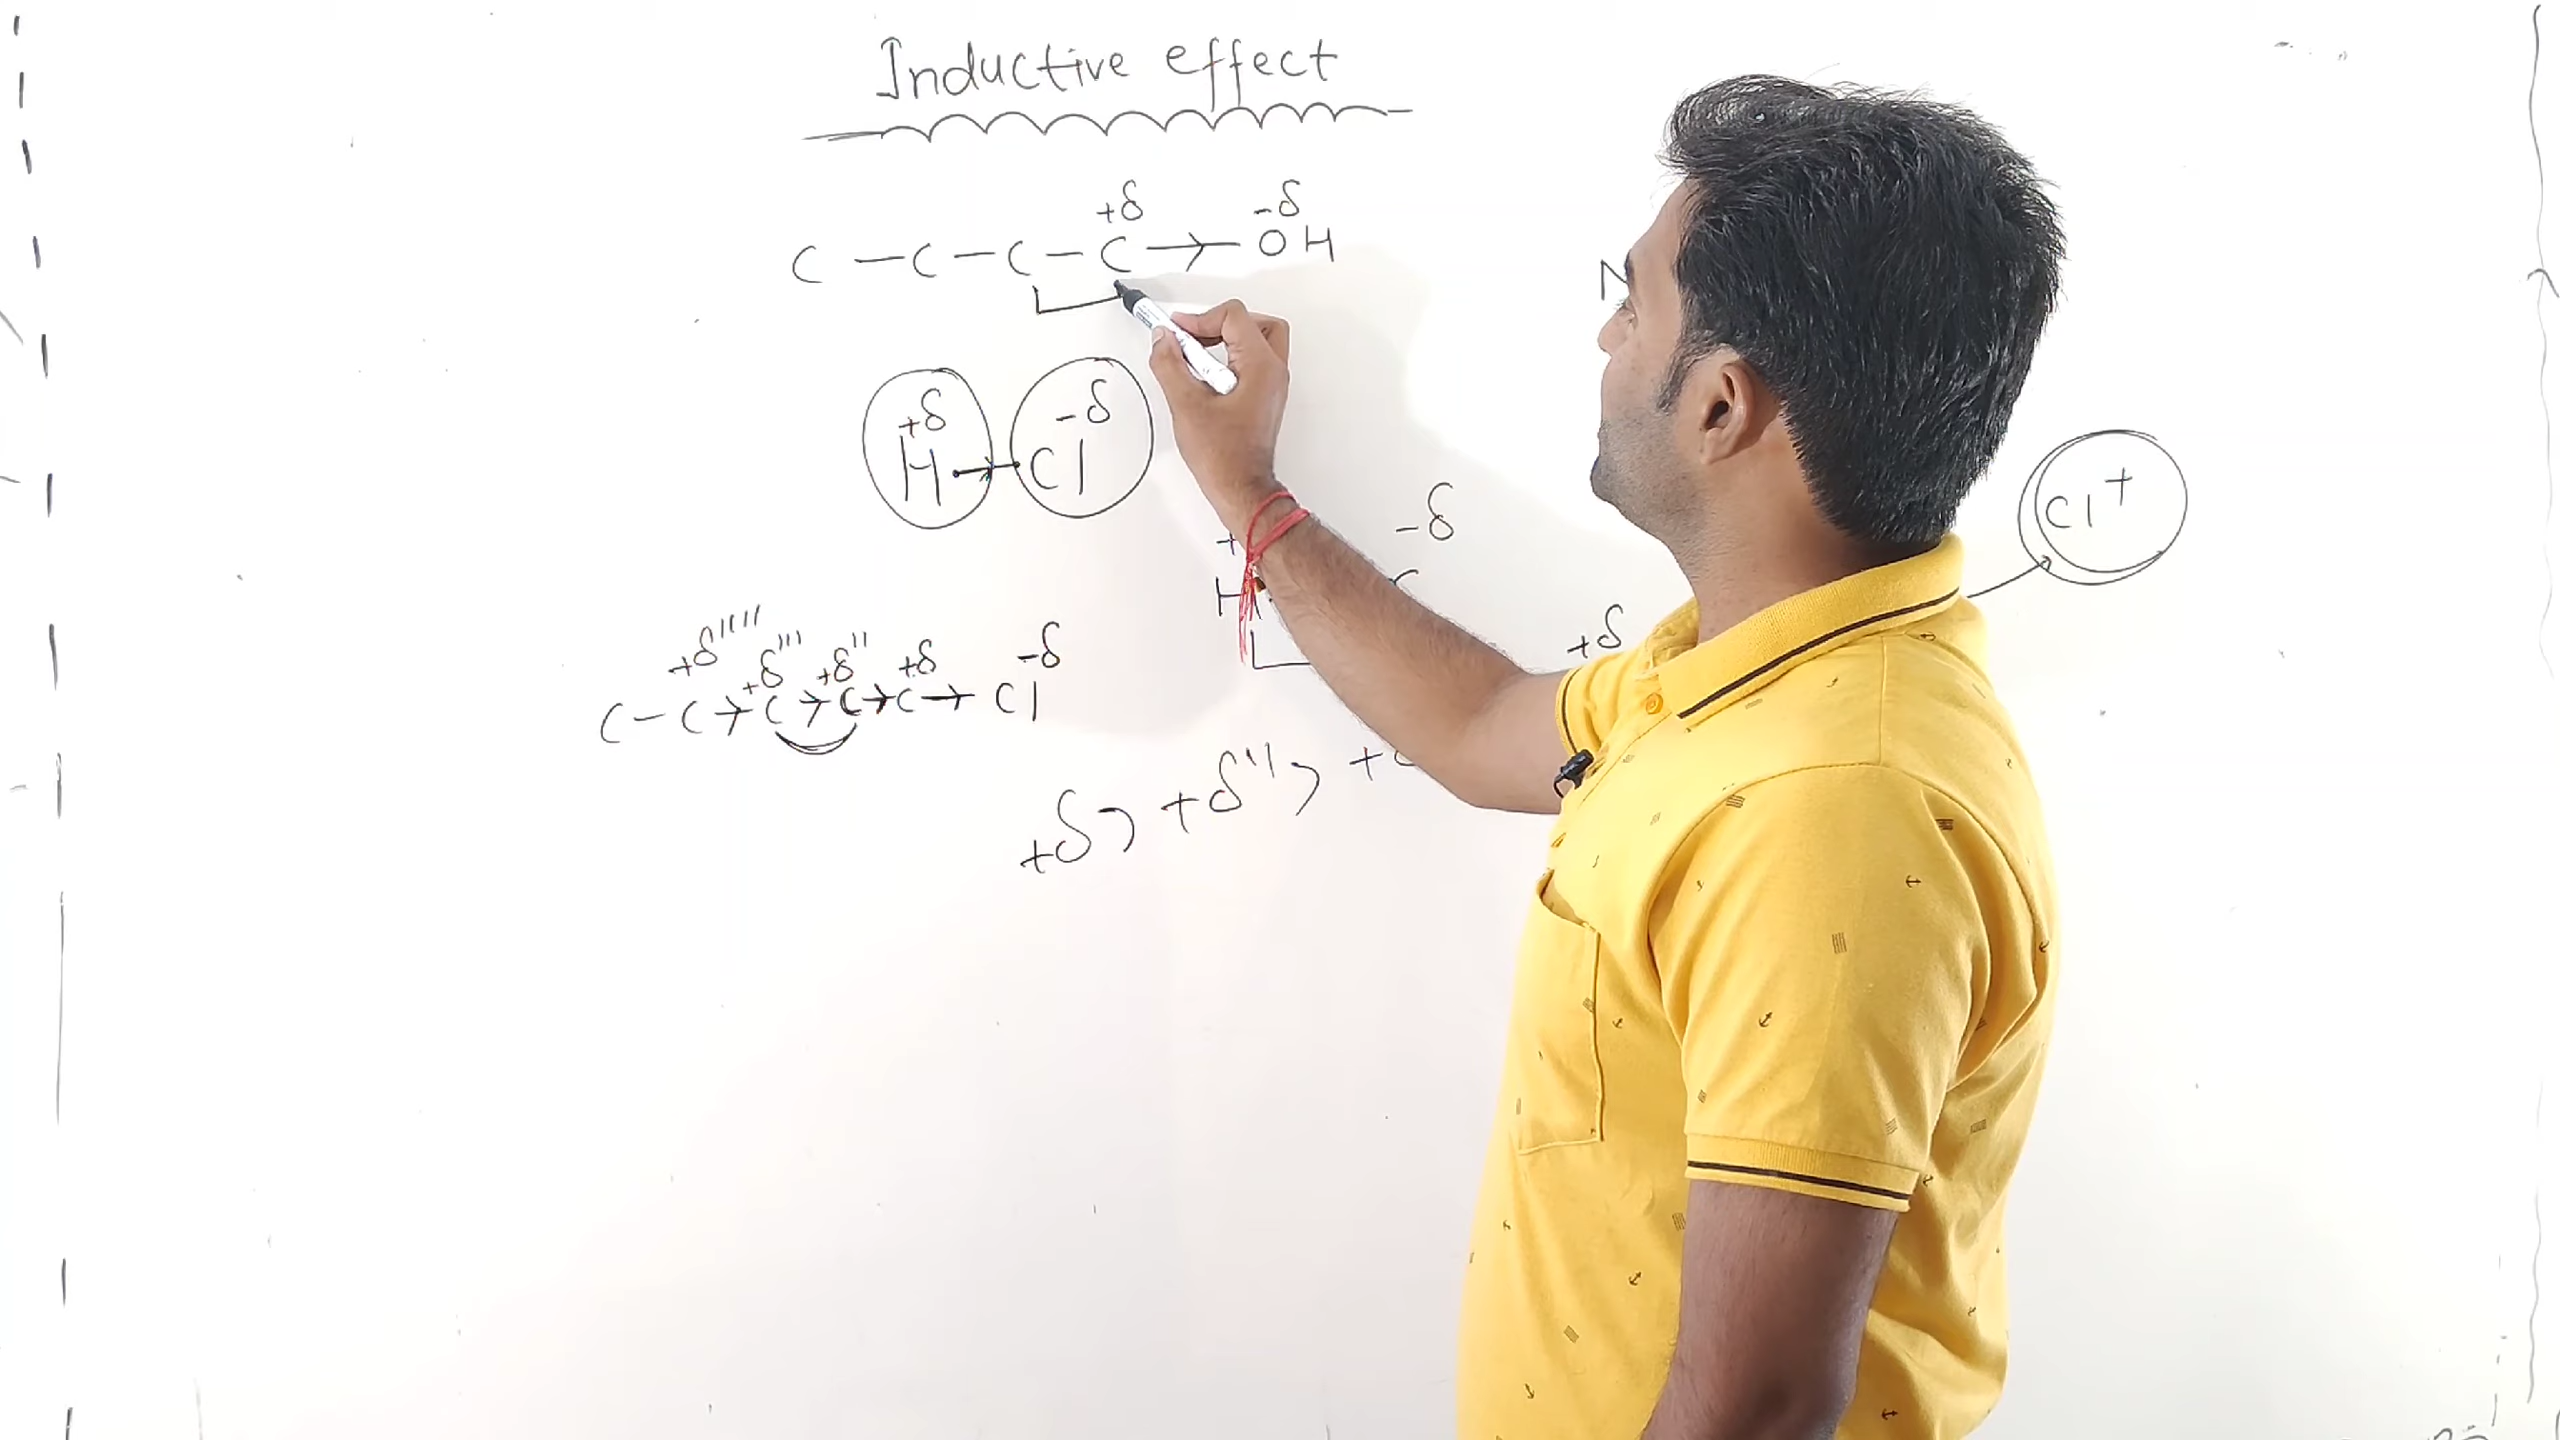 Inductive effect
+δ -δ
C - C - C - C → OH
+δ -δ
H → Cl
Cl+
-δ
H
+δ
+δ'''' +δ''' +δ'' +δ -δ
C - C → C → C → C → Cl
+δ > +δ'' > +